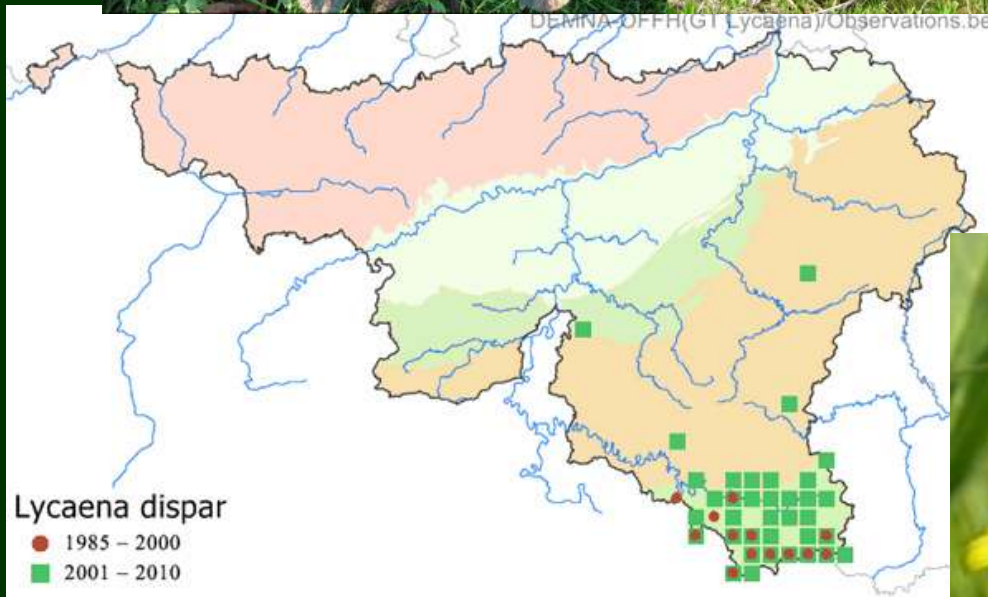 DEMNA-OFFH(GT Lycaena)/Observations.be
Lycaena dispar
1985 – 2000
2001 – 2010